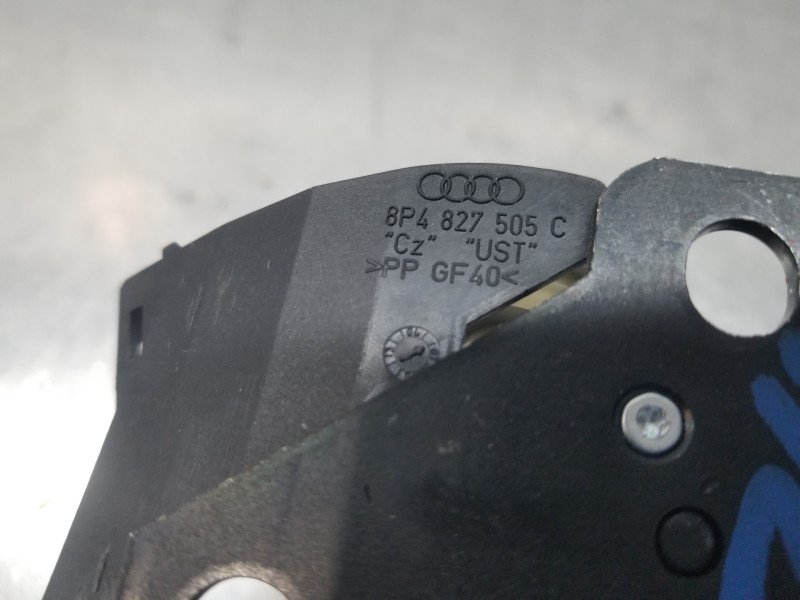 8P4 827 505 C
"Cz" "UST"
>PP GF40<